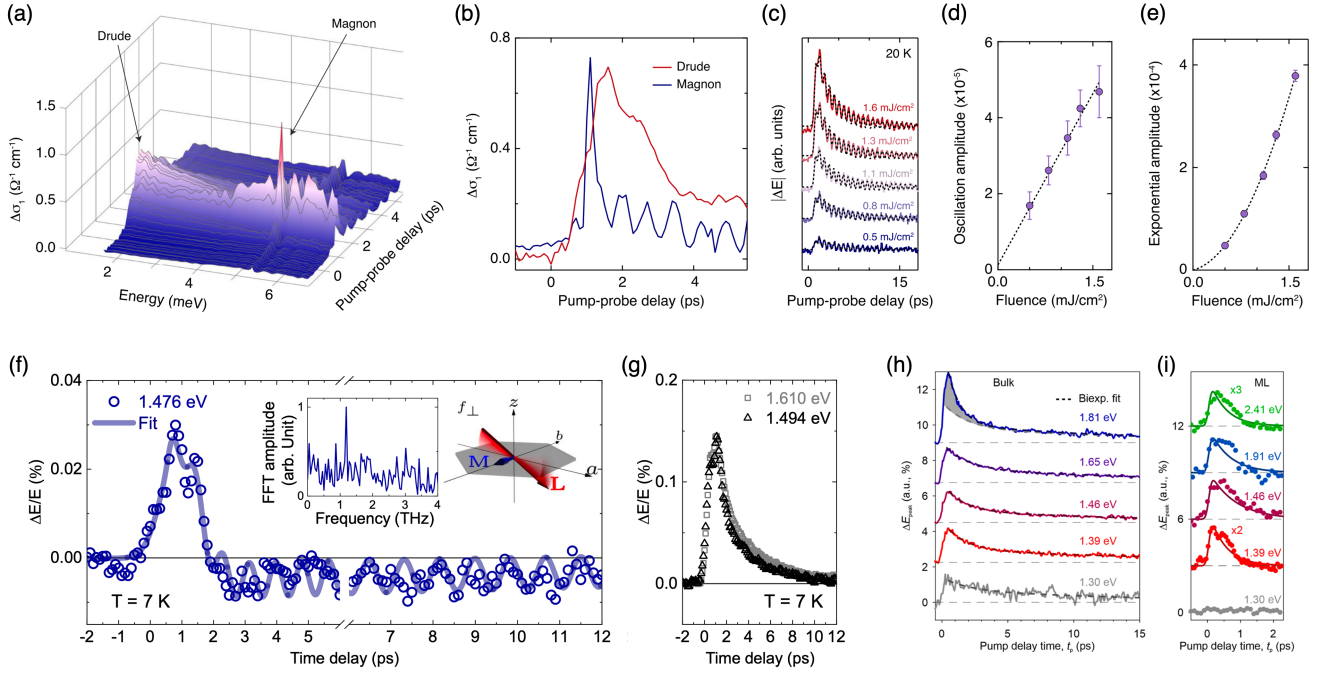 (a)
Drude
Magnon
Δσ₁ (Ω⁻¹ cm⁻¹)
1.5
1.0
0.5
0.0
2
4
6
Energy (meV)
0
2
4
Pump-probe delay (ps)
(b)
Δσ₁ (Ω⁻¹ cm⁻¹)
0.8
0.4
0.0
Drude
Magnon
0 2 4
Pump-probe delay (ps)
(c)
|ΔE| (arb. units)
20 K
1.6 mJ/cm²
1.3 mJ/cm²
1.1 mJ/cm²
0.8 mJ/cm²
0.5 mJ/cm²
0 5 10 15
Pump-probe delay (ps)
(d)
Oscillation amplitude (x10⁻⁵)
6
4
2
0
0 1.5
Fluence (mJ/cm²)
(e)
Exponential amplitude (x10⁻⁴)
4
2
0
0.0 1.5
Fluence (mJ/cm²)
(f)
ΔE/E (%)
0.04
0.02
0.00
1.476 eV
Fit
FFT amplitude
(arb. Unit)
1
0
0 1 2 3 4
Frequency (THz)
f⊥
z
b
a
M
L
T = 7 K
-2 -1 0 1 2 3 4 5 7 8 9 10 11 12
Time delay (ps)
(g)
ΔE/E (%)
0.2
0.1
0.0
1.610 eV
1.494 eV
T = 7 K
-2 0 2 4 6 8 10 12
Time delay (ps)
(h)
ΔEpeak (a.u., %)
12
10
8
6
4
2
0
Bulk
Biexp. fit
1.81 eV
1.65 eV
1.46 eV
1.39 eV
1.30 eV
0 5 10 15
Pump delay time, tp (ps)
(i)
ΔEpeak (a.u., %)
12
9
6
3
0
ML
x3
2.41 eV
1.91 eV
1.46 eV
x2
1.39 eV
1.30 eV
0 1 2
Pump delay time, tp (ps)